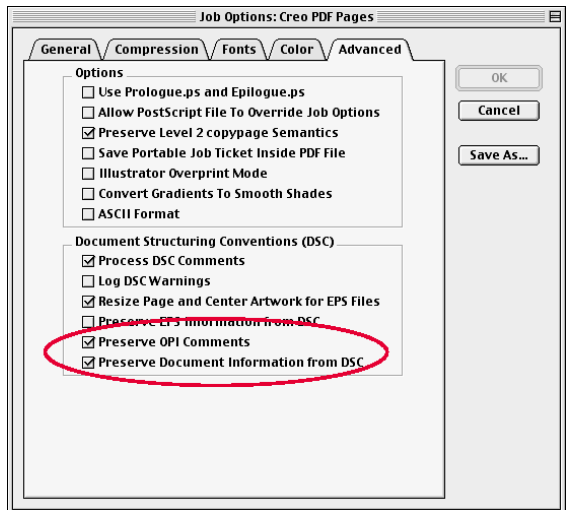 Job Options: Creo PDF Pages
General Compression Fonts Color Advanced
Options
Use Prologue.ps and Epilogue.ps
Allow PostScript File To Override Job Options
Preserve Level 2 copypage Semantics
Save Portable Job Ticket Inside PDF File
Illustrator Overprint Mode
Convert Gradients To Smooth Shades
ASCII Format
Document Structuring Conventions (DSC)
Process DSC Comments
Log DSC Warnings
Resize Page and Center Artwork for EPS Files
Preserve EPS Information from DSC
Preserve OPI Comments
Preserve Document Information from DSC
OK
Cancel
Save As...